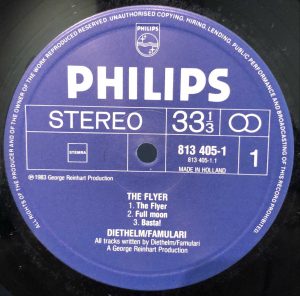 ALL RIGHTS OF THE PRODUCER AND OF THE OWNER OF THE WORK REPRODUCED RESERVED. UNAUTHORISED COPYING, HIRING, LENDING, PUBLIC PERFORMANCE AND BROADCASTING OF THIS RECORD PROHIBITED.
PHILIPS
PHILIPS
STEREO
33 1/3
STEMRA
813 405-1
813 405-1.1
MADE IN HOLLAND
1
℗ 1983 George Reinhart Production
THE FLYER
1. The Flyer
2. Full moon
3. Basta!
DIETHELM/FAMULARI
All tracks written by Diethelm/Famulari
A George Reinhart Production